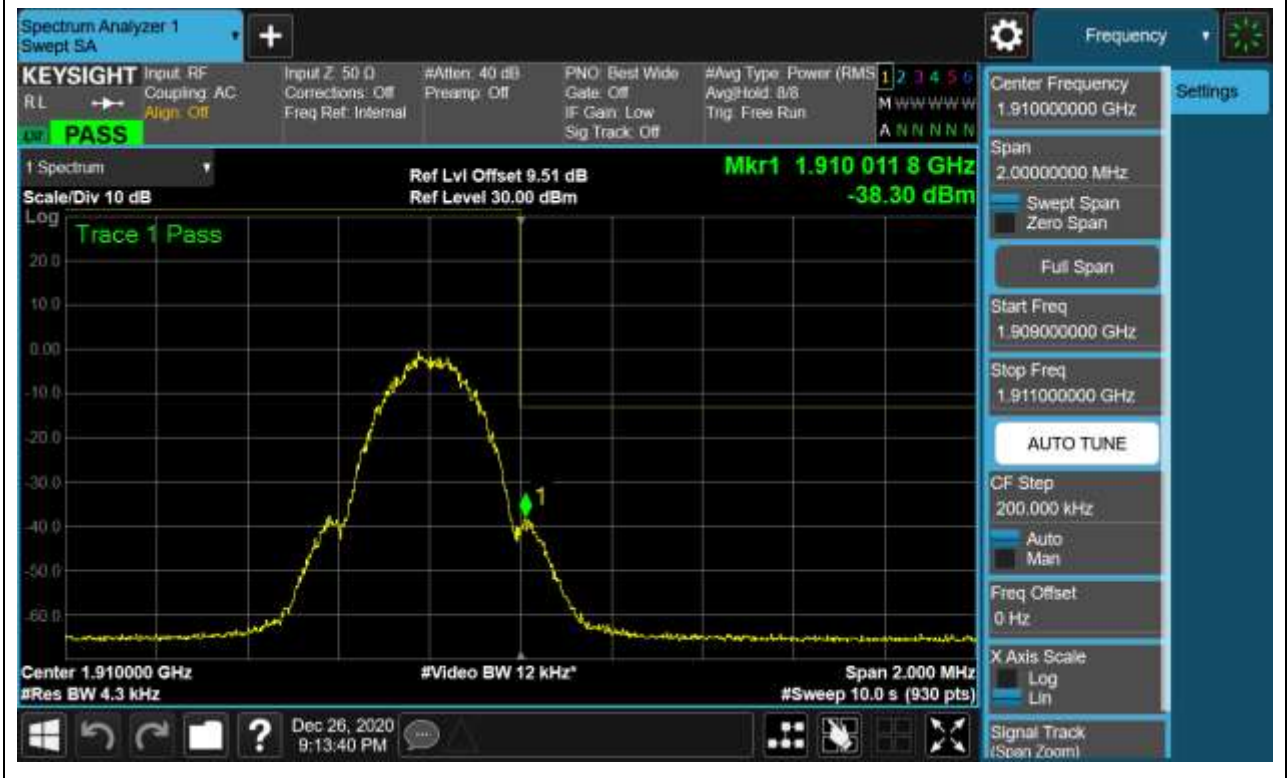 Spectrum Analyzer 1
Swept SA
+
Frequency
KEYSIGHT
RL
PASS
Input: RF
Coupling: AC
Align: Off
Input Z: 50 Ω
Corrections: Off
Freq Ref: Internal
#Atten: 40 dB
Preamp: Off
PNO: Best Wide
Gate: Off
IF Gain: Low
Sig Track: Off
#Avg Type: Power (RMS
Avg|Hold: 8/8
Trig: Free Run
1 2 3 4 5 6
M W W W W W
A N N N N N
1 Spectrum
Scale/Div 10 dB
Ref Lvl Offset 9.51 dB
Ref Level 30.00 dBm
Mkr1 1.910 011 8 GHz
-38.30 dBm
Log
Trace 1 Pass
20.0
10.0
0.00
-10.0
-20.0
-30.0
1
-40.0
-50.0
-60.0
Center 1.910000 GHz
#Video BW 12 kHz*
Span 2.000 MHz
#Res BW 4.3 kHz
#Sweep 10.0 s (930 pts)
?
Dec 26, 2020
9:13:40 PM
Center Frequency
1.910000000 GHz
Settings
Span
2.00000000 MHz
Swept Span
Zero Span
Full Span
Start Freq
1.909000000 GHz
Stop Freq
1.911000000 GHz
AUTO TUNE
CF Step
200.000 kHz
Auto
Man
Freq Offset
0 Hz
X Axis Scale
Log
Lin
Signal Track
(Span Zoom)